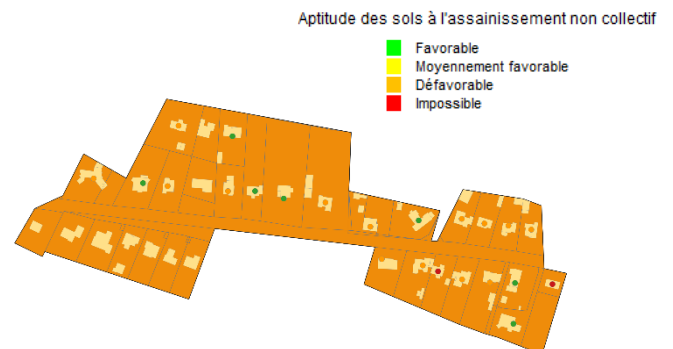 Aptitude des sols à l'assainissement non collectif
Favorable
Moyennement favorable
Défavorable
Impossible